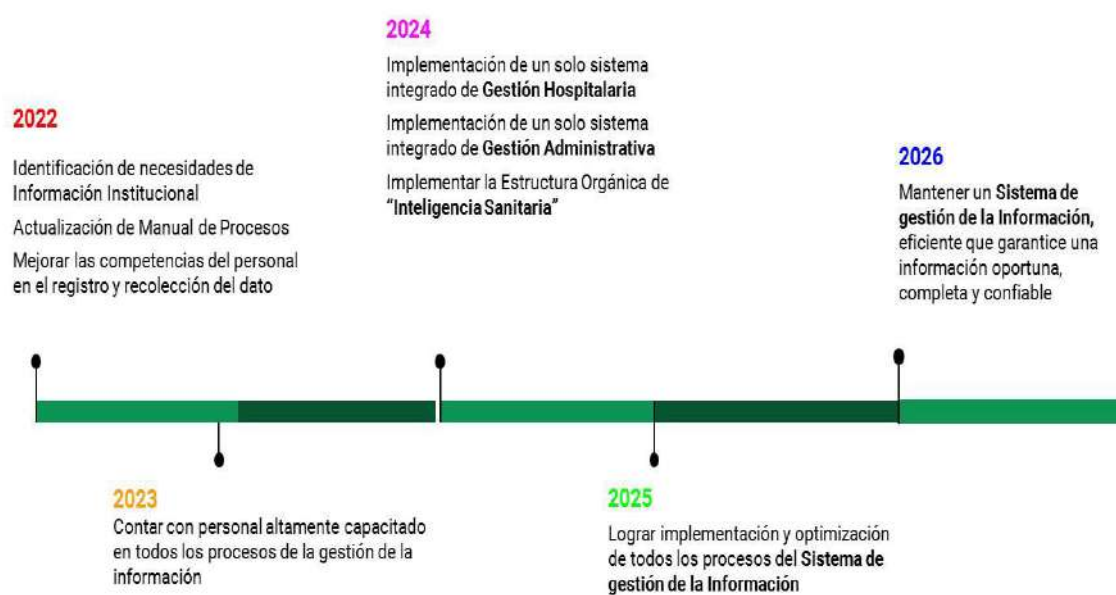 2022
Identificación de necesidades de
Información Institucional
Actualización de Manual de Procesos
Mejorar las competencias del personal
en el registro y recolección del dato
2023
Contar con personal altamente capacitado
en todos los procesos de la gestión de la
información
2024
Implementación de un solo sistema
integrado de Gestión Hospitalaria
Implementación de un solo sistema
integrado de Gestión Administrativa
Implementar la Estructura Orgánica de
“Inteligencia Sanitaria”
2025
Lograr implementación y optimización
de todos los procesos del Sistema de
gestión de la Información
2026
Mantener un Sistema de
gestión de la Información,
eficiente que garantice una
información oportuna,
completa y confiable